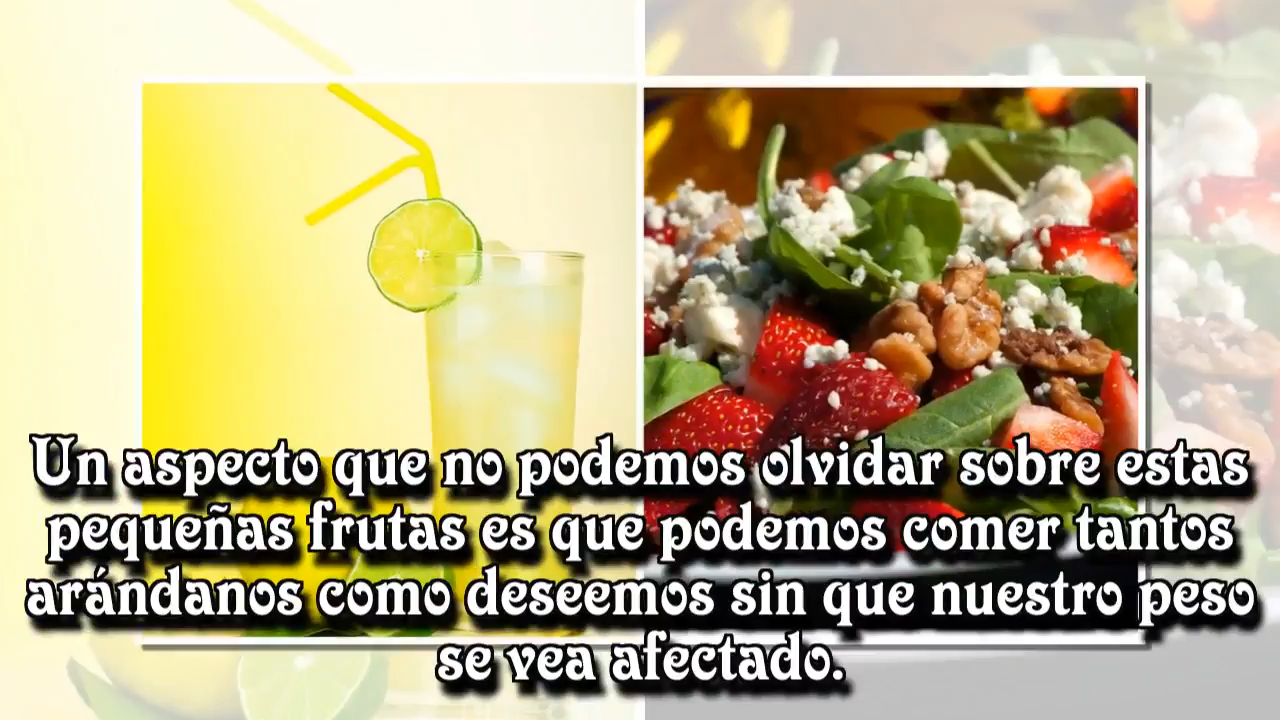 Un aspecto que no podemos olvidar sobre estas
pequeñas frutas es que podemos comer tantos
arándanos como deseemos sin que nuestro peso
se vea afectado.